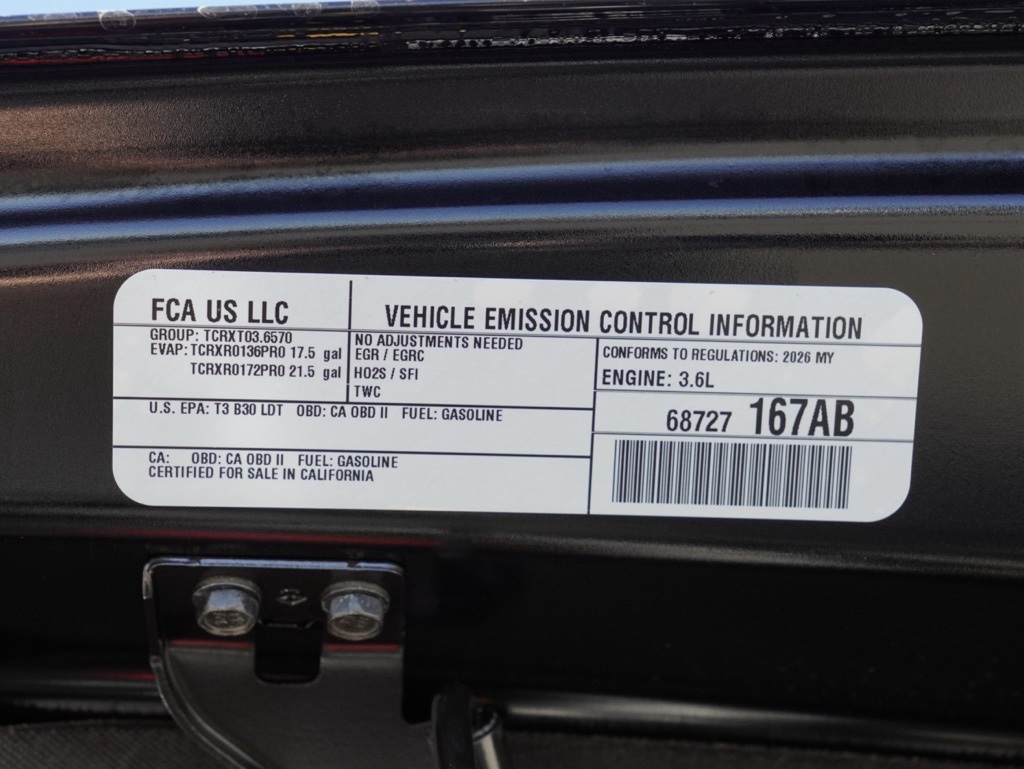 FCA US LLC
VEHICLE EMISSION CONTROL INFORMATION
GROUP: TCRXT03.6570
EVAP: TCRXR0136PR0 17.5 gal
TCRXR0172PR0 21.5 gal
NO ADJUSTMENTS NEEDED
EGR / EGRC
HO2S / SFI
TWC
CONFORMS TO REGULATIONS: 2026 MY
ENGINE: 3.6L
68727 167AB
U.S. EPA: T3 B30 LDT OBD: CA OBD II FUEL: GASOLINE
CA: OBD: CA OBD II FUEL: GASOLINE
CERTIFIED FOR SALE IN CALIFORNIA